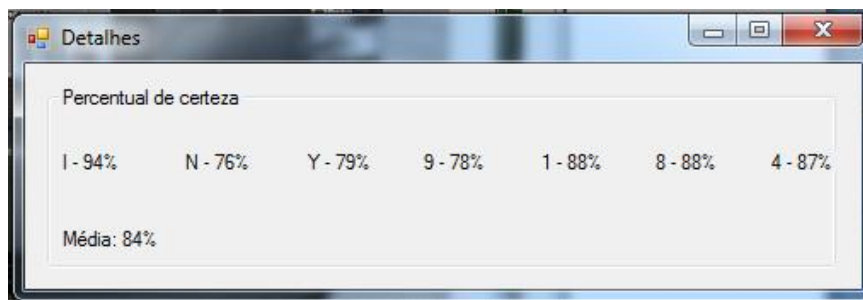 Detalhes
Percentual de certeza
I - 94% N - 76% Y - 79% 9 - 78% 1 - 88% 8 - 88% 4 - 87%
Média: 84%